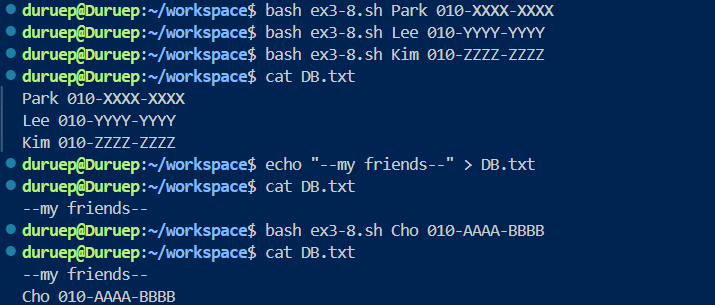 duruep@Duruep:~/workspace$ bash ex3-8.sh Park 010-XXXX-XXXX
duruep@Duruep:~/workspace$ bash ex3-8.sh Lee 010-YYYY-YYYY
duruep@Duruep:~/workspace$ bash ex3-8.sh Kim 010-ZZZZ-ZZZZ
duruep@Duruep:~/workspace$ cat DB.txt
Park 010-XXXX-XXXX
Lee 010-YYYY-YYYY
Kim 010-ZZZZ-ZZZZ
duruep@Duruep:~/workspace$ echo "--my friends--" > DB.txt
duruep@Duruep:~/workspace$ cat DB.txt
--my friends--
duruep@Duruep:~/workspace$ bash ex3-8.sh Cho 010-AAAA-BBBB
duruep@Duruep:~/workspace$ cat DB.txt
--my friends--
Cho 010-AAAA-BBBB